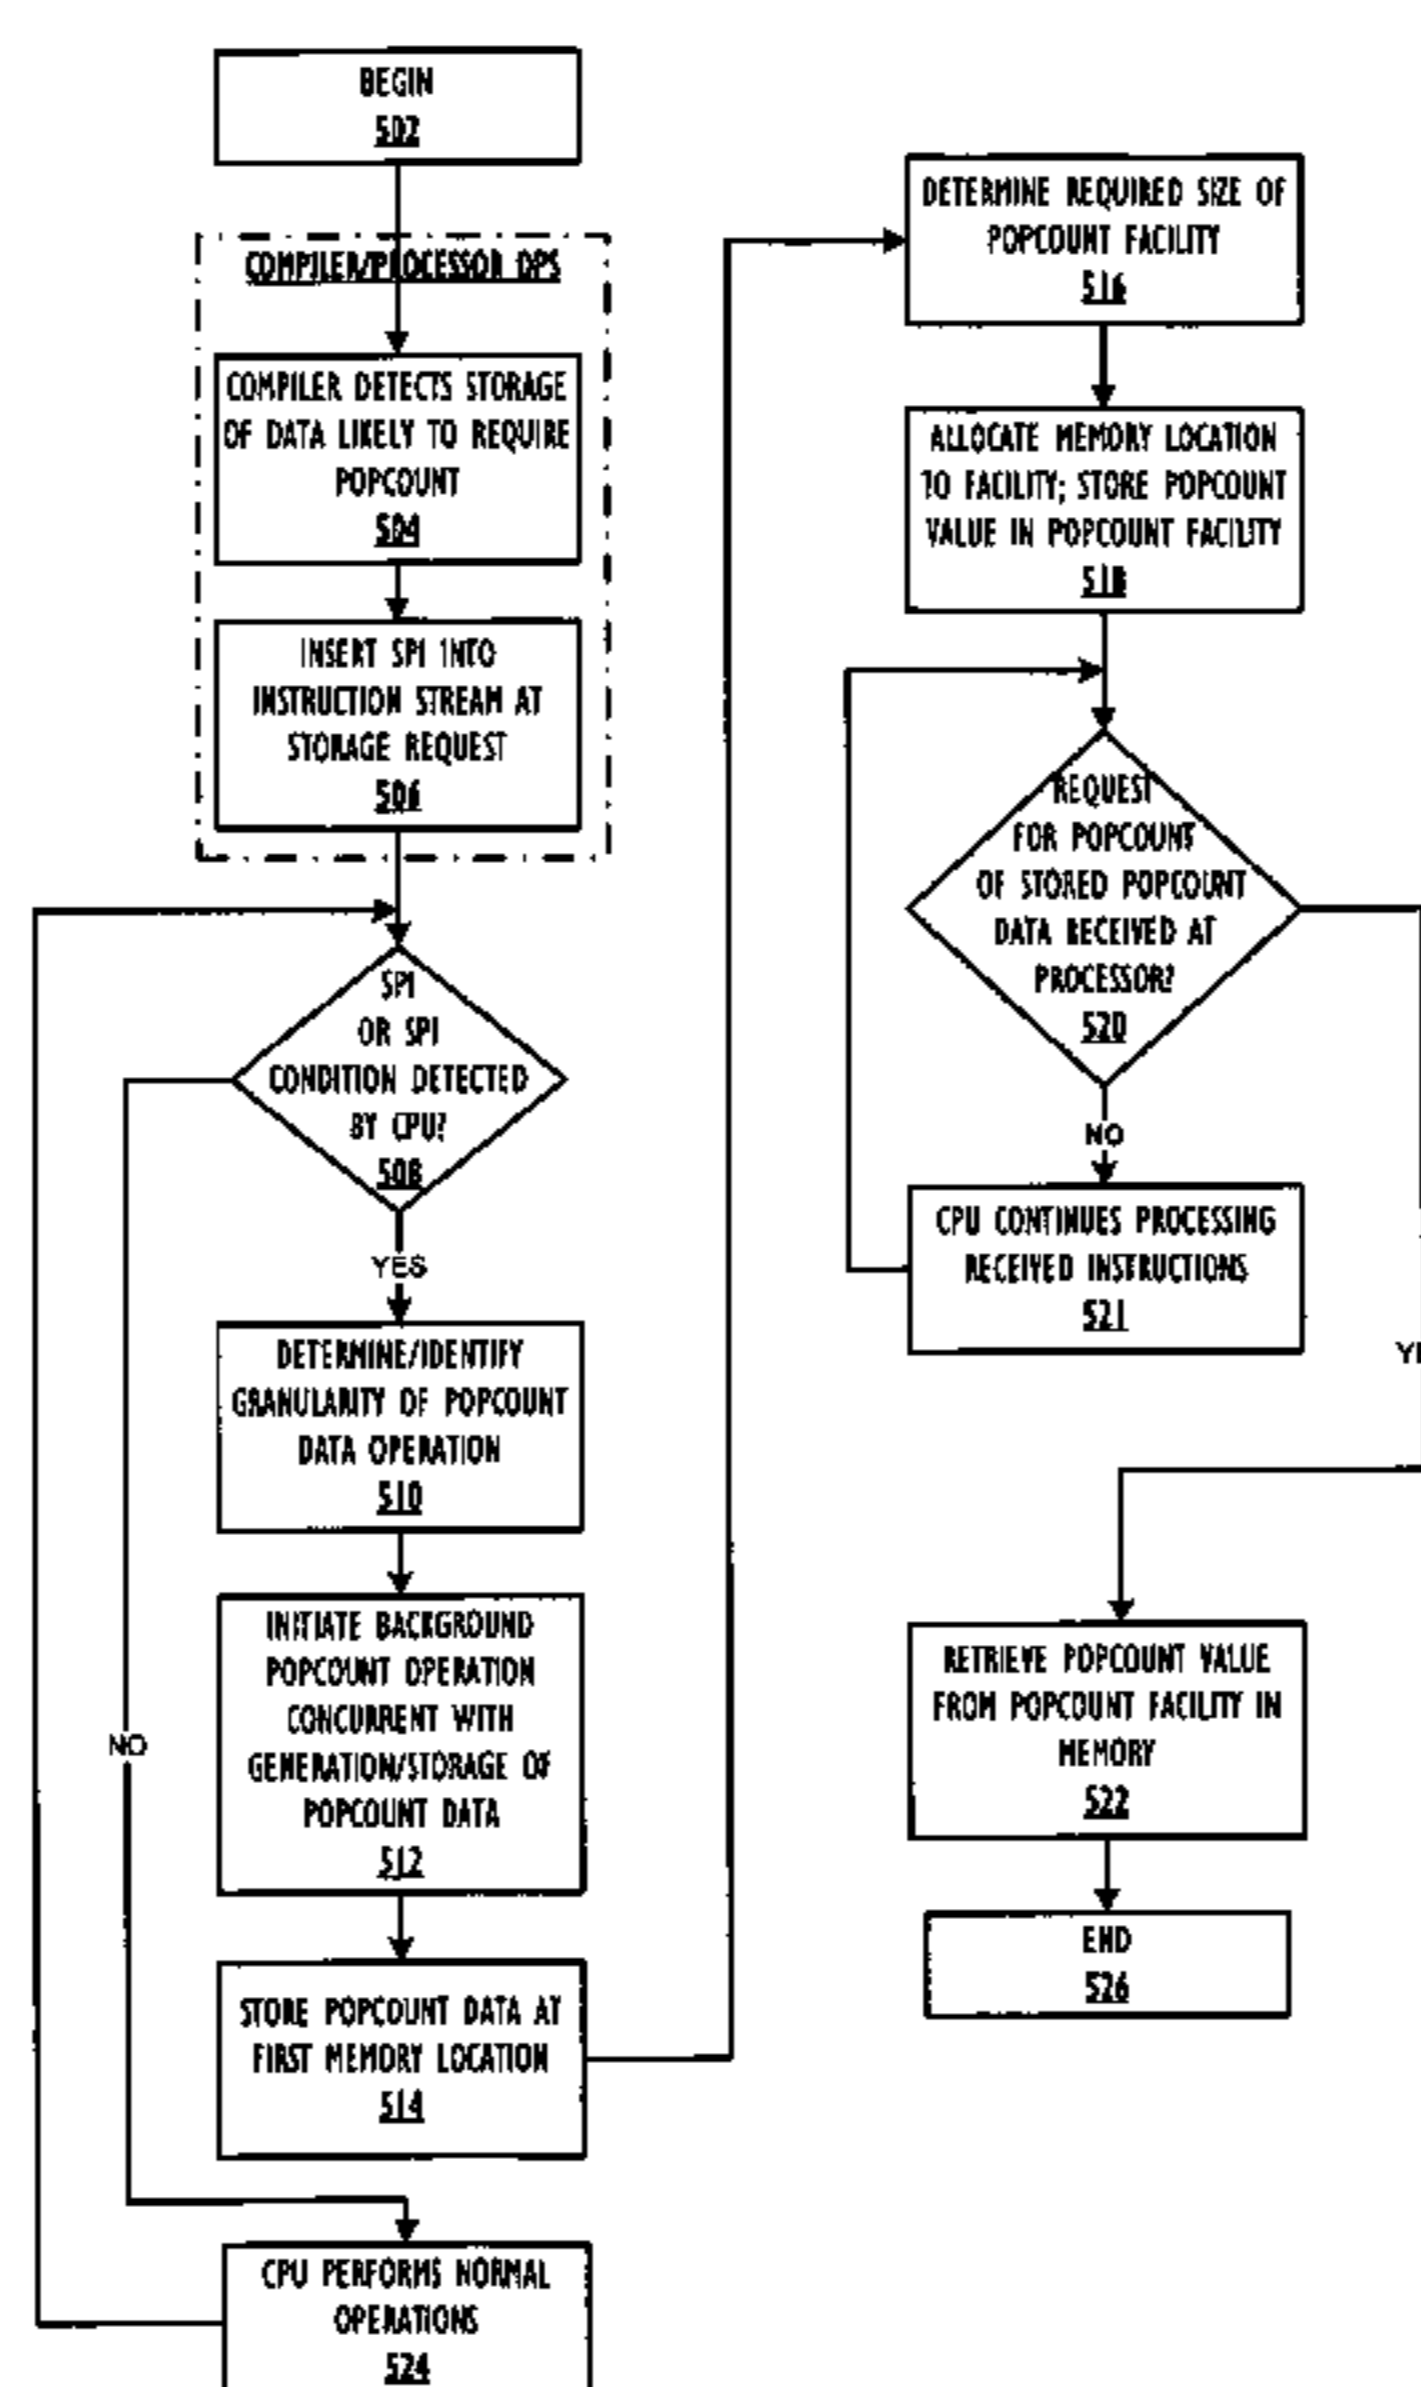 BEGIN
502
COMPILER/PROCESSOR OPS
COMPILER DETECTS STORAGE
OF DATA LIKELY TO REQUIRE
POPCOUNT
504
INSERT SPI INTO
INSTRUCTION STREAM AT
STORAGE REQUEST
506
SPI
OR SPI
CONDITION DETECTED
BY CPU?
508
YES
DETERMINE/IDENTIFY
GRANULARITY OF POPCOUNT
DATA OPERATION
510
INITIATE BACKGROUND
POPCOUNT OPERATION
CONCURRENT WITH
GENERATION/STORAGE OF
POPCOUNT DATA
512
NO
STORE POPCOUNT DATA AT
FIRST MEMORY LOCATION
514
CPU PERFORMS NORMAL
OPERATIONS
524
DETERMINE REQUIRED SIZE OF
POPCOUNT FACILITY
516
ALLOCATE MEMORY LOCATION
TO FACILITY; STORE POPCOUNT
VALUE IN POPCOUNT FACILITY
518
REQUEST
FOR POPCOUNT
OF STORED POPCOUNT
DATA RECEIVED AT
PROCESSOR?
520
NO
CPU CONTINUES PROCESSING
RECEIVED INSTRUCTIONS
521
RETRIEVE POPCOUNT VALUE
FROM POPCOUNT FACILITY IN
MEMORY
522
END
526